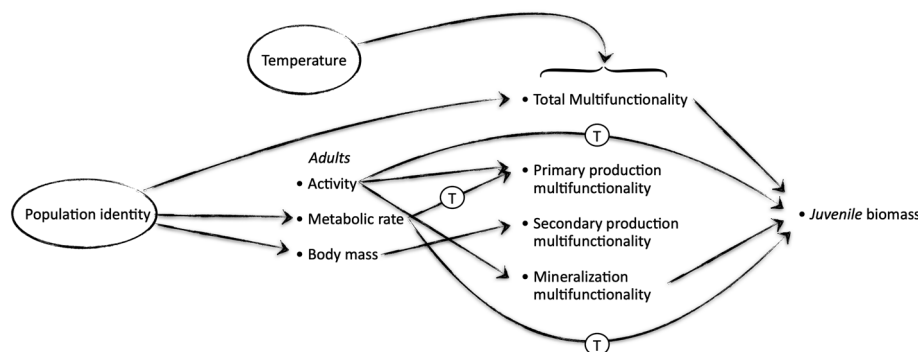 Temperature
• Total Multifunctionality
T
Adults
• Activity
• Primary production
multifunctionality
T
Population identity
• Metabolic rate
• Secondary production
multifunctionality
• Juvenile biomass
• Body mass
• Mineralization
multifunctionality
T